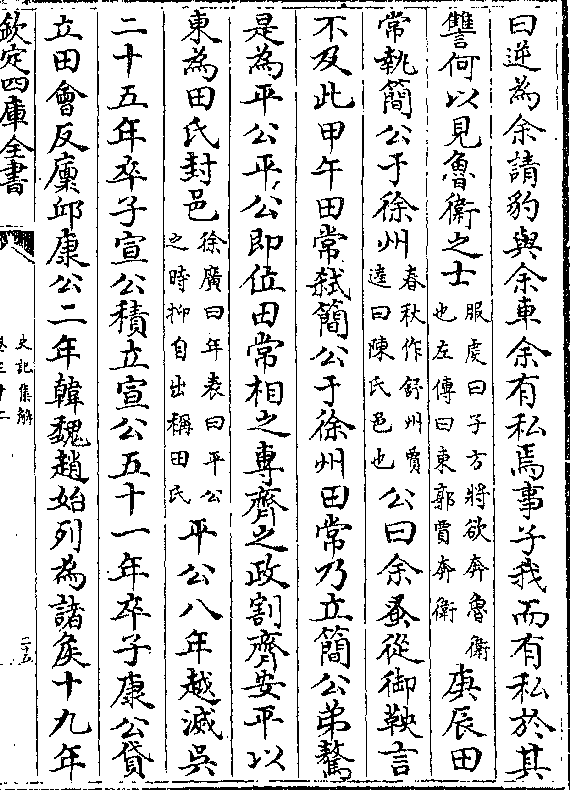 曰逆為余請豹與余車余有私焉事子我而有私於其
讐何以見魯衛之士服䖍曰子方將欲奔魯衛也左傳曰東郭賈奔衛庚辰田
常執簡公于徐州春秋作舒州賈逵曰陳氏邑也公曰余蚤從御鞅言
不及此甲午田常弑簡公于徐州田常乃立簡公弟驁
是為平公平公即位田常相之專齊之政割齊安平以
東為田氏封邑徐廣曰年表曰平公之時抑自出稱田氏平公八年越滅吳
二十五年卒子宣公積立宣公五十一年卒子康公貸
立田會反廩邱康公二年韓魏趙始列為諸矦十九年
欽定四庫全書
史記集解
卷三十二
二十五